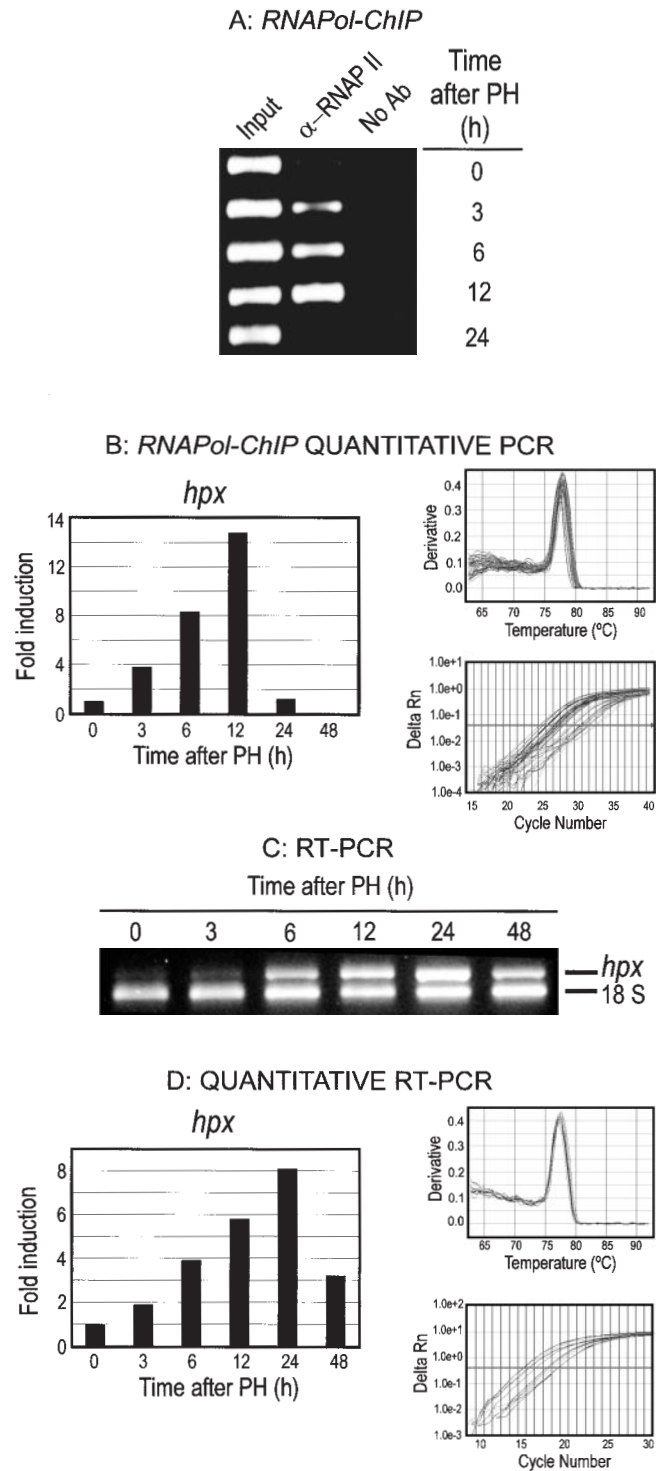 A: RNAPol-ChIP
Input
α–RNAP II
No Ab
Time
after PH
(h)
0
3
6
12
24
B: RNAPol-ChIP QUANTITATIVE PCR
hpx
Fold induction
14
12
8
4
0
0 3 6 12 24 48
Time after PH (h)
Derivative
0.4
0.3
0.2
0.1
0.0
65 70 75 80 85 90
Temperature (ºC)
Delta Rn
1.0e+1
1.0e+0
1.0e-1
1.0e-2
1.0e-3
1.0e-4
15 20 25 30 35 40
Cycle Number
C: RT-PCR
Time after PH (h)
0 3 6 12 24 48
hpx
18 S
D: QUANTITATIVE RT-PCR
hpx
Fold induction
8
6
4
2
0
0 3 6 12 24 48
Time after PH (h)
Derivative
0.4
0.3
0.2
0.1
0.0
65 70 75 80 85 90
Temperature (ºC)
Delta Rn
1.0e+2
1.0e+1
1.0e+0
1.0e-1
1.0e-2
1.0e-3
10 15 20 25 30
Cycle Number